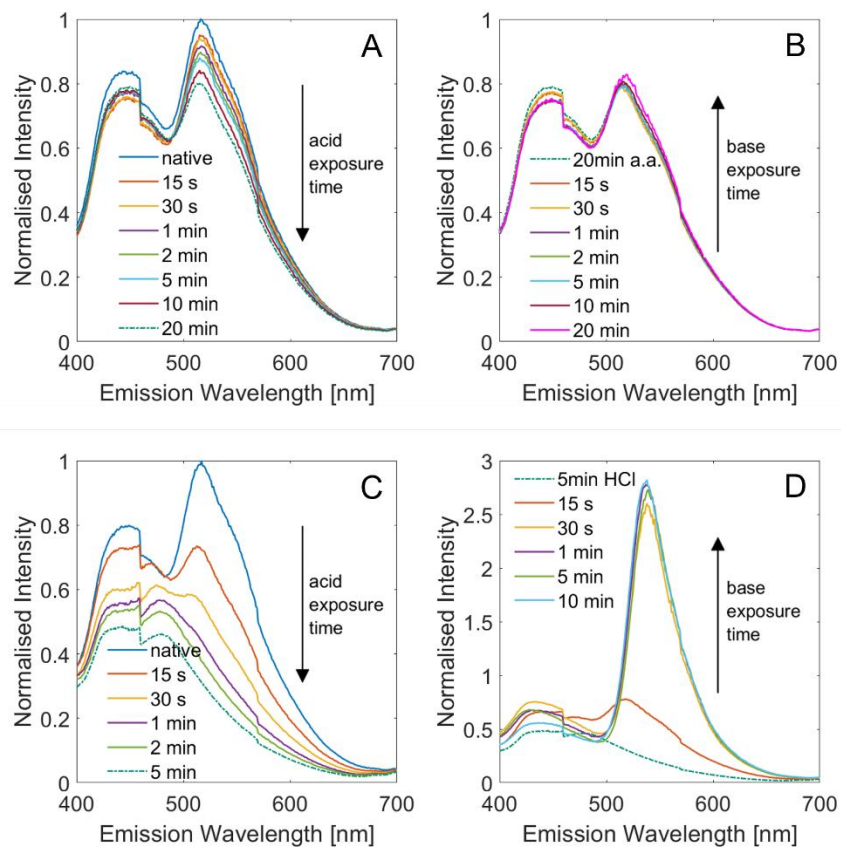 A
Normalised Intensity
1
0.8
0.6
0.4
0.2
0
native
15 s
30 s
1 min
2 min
5 min
10 min
20 min
acid
exposure
time
400
500
600
700
Emission Wavelength [nm]
B
Normalised Intensity
1
0.8
0.6
0.4
0.2
0
20min a.a.
15 s
30 s
1 min
2 min
5 min
10 min
20 min
base
exposure
time
400
500
600
700
Emission Wavelength [nm]
C
Normalised Intensity
1
0.8
0.6
0.4
0.2
0
native
15 s
30 s
1 min
2 min
5 min
acid
exposure
time
400
500
600
700
Emission Wavelength [nm]
D
Normalised Intensity
3
2.5
2
1.5
1
0.5
0
5min HCl
15 s
30 s
1 min
5 min
10 min
base
exposure
time
400
500
600
700
Emission Wavelength [nm]